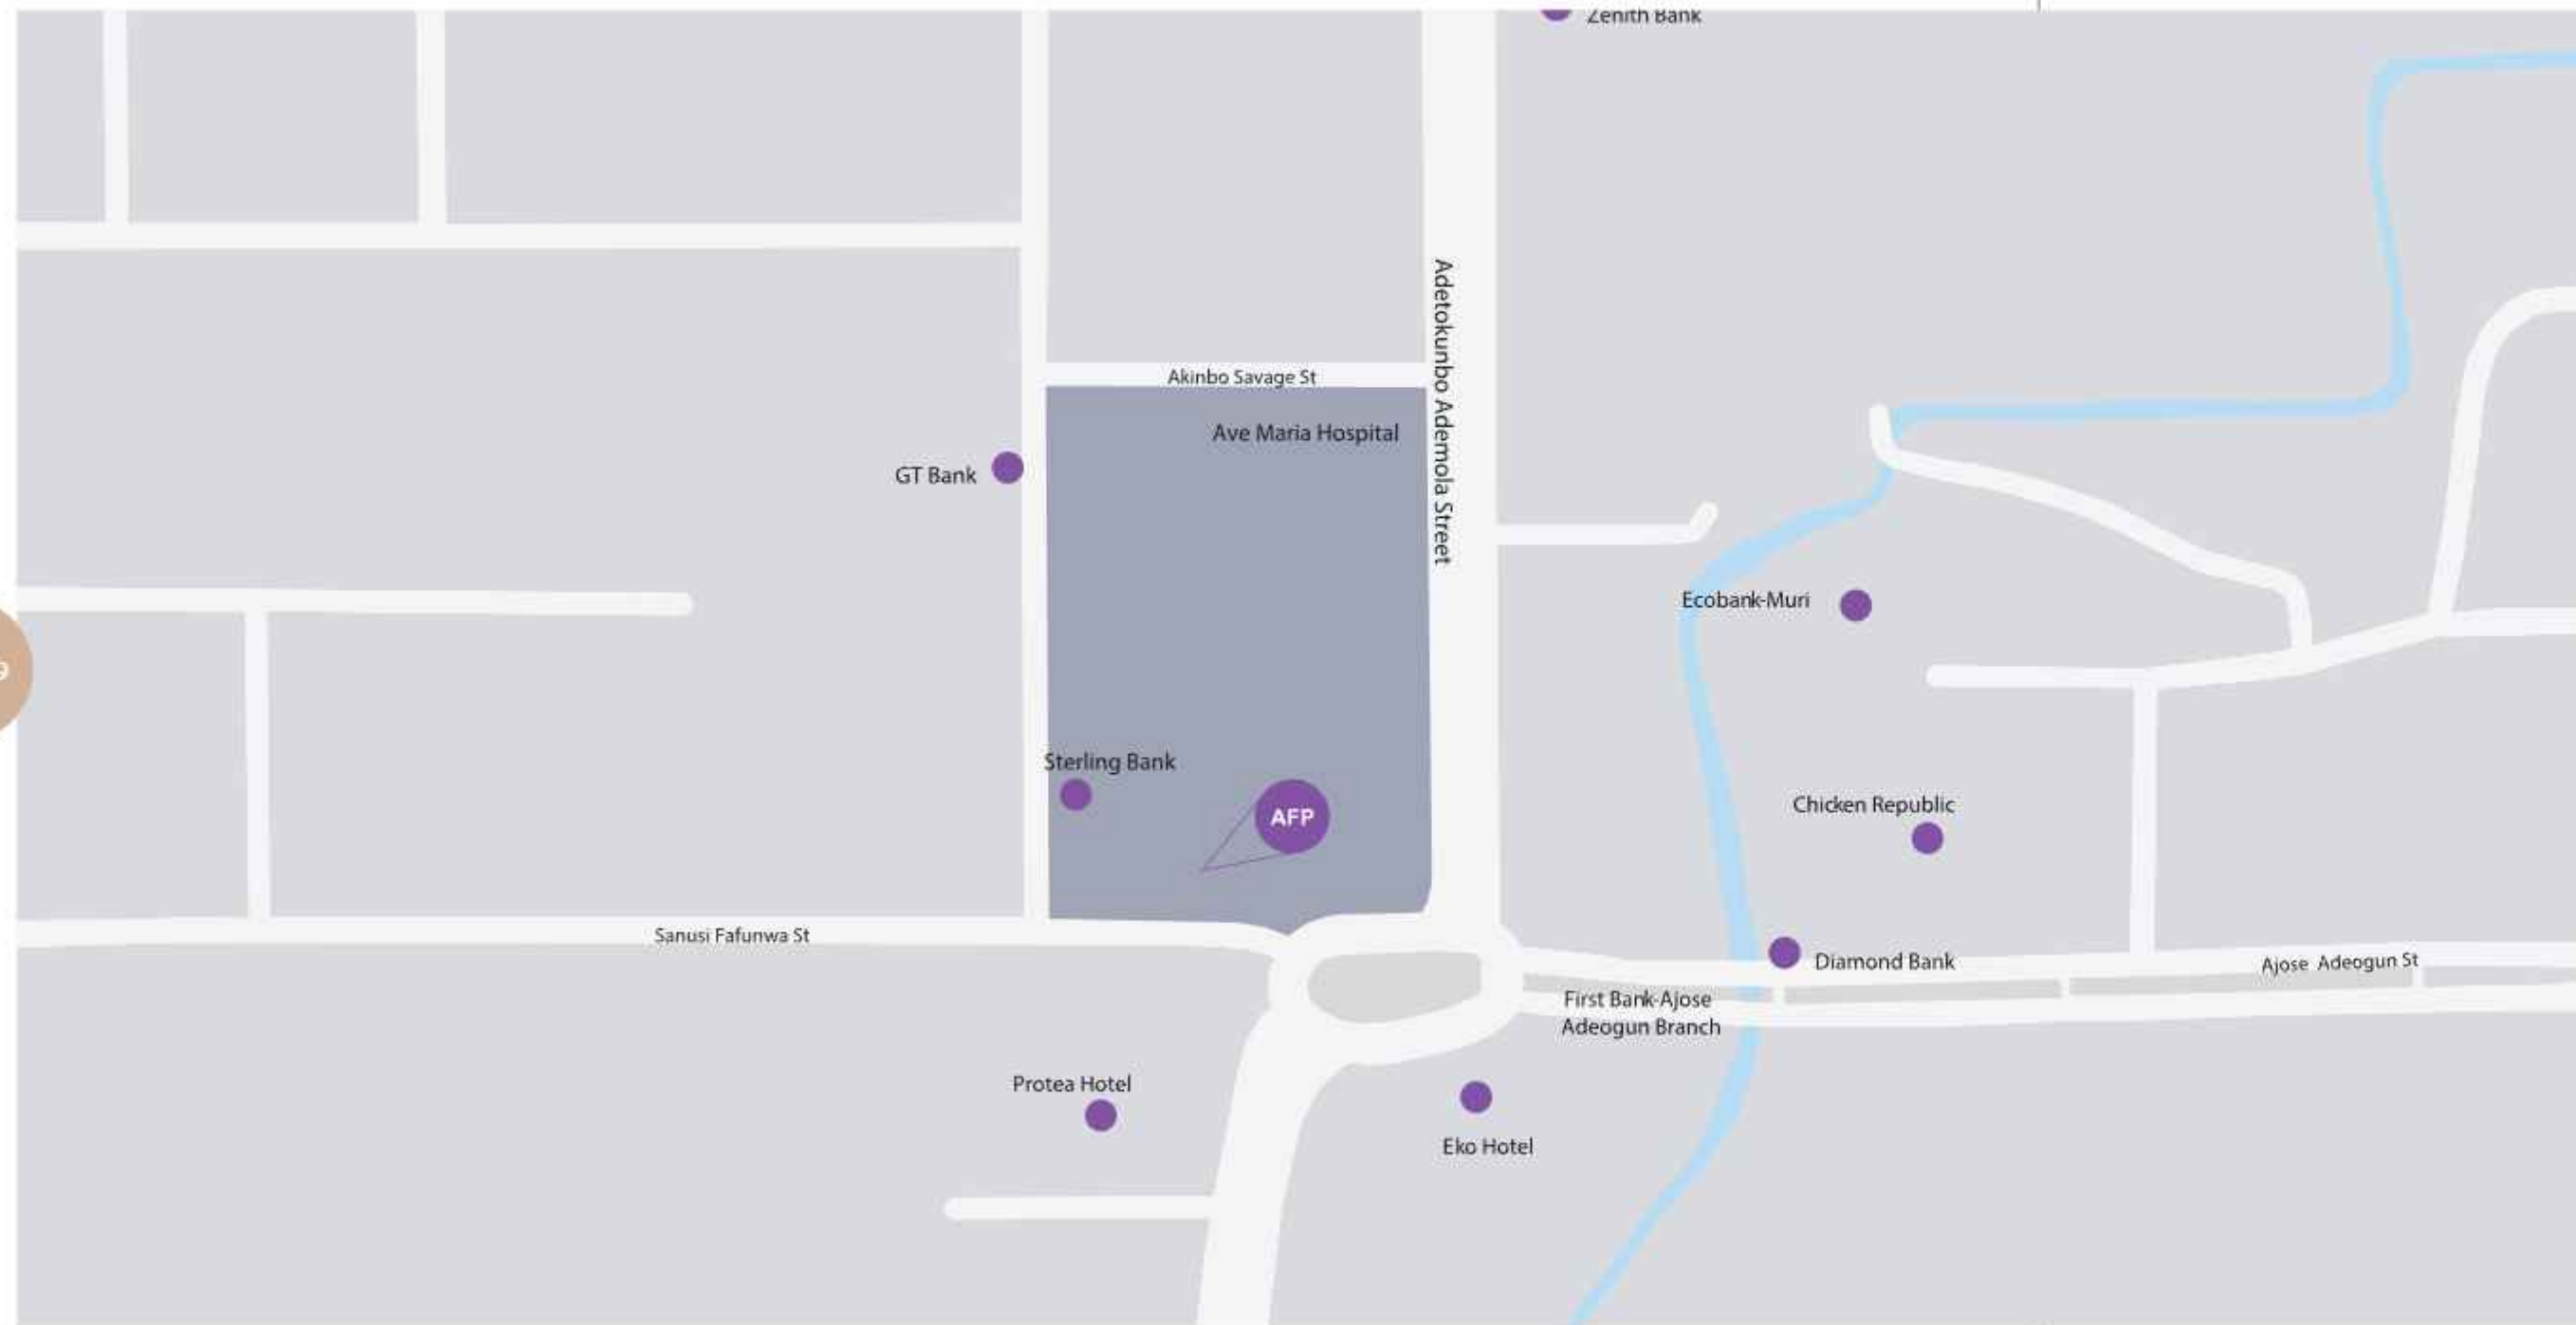 Zenith Bank
Adetokunbo Ademola Street
Akinbo Savage St
Ave Maria Hospital
GT Bank
Ecobank-Muri
Sterling Bank
AFP
Chicken Republic
Sanusi Fafunwa St
Diamond Bank
Ajose Adeogun St
First Bank-Ajose
Adeogun Branch
Protea Hotel
Eko Hotel